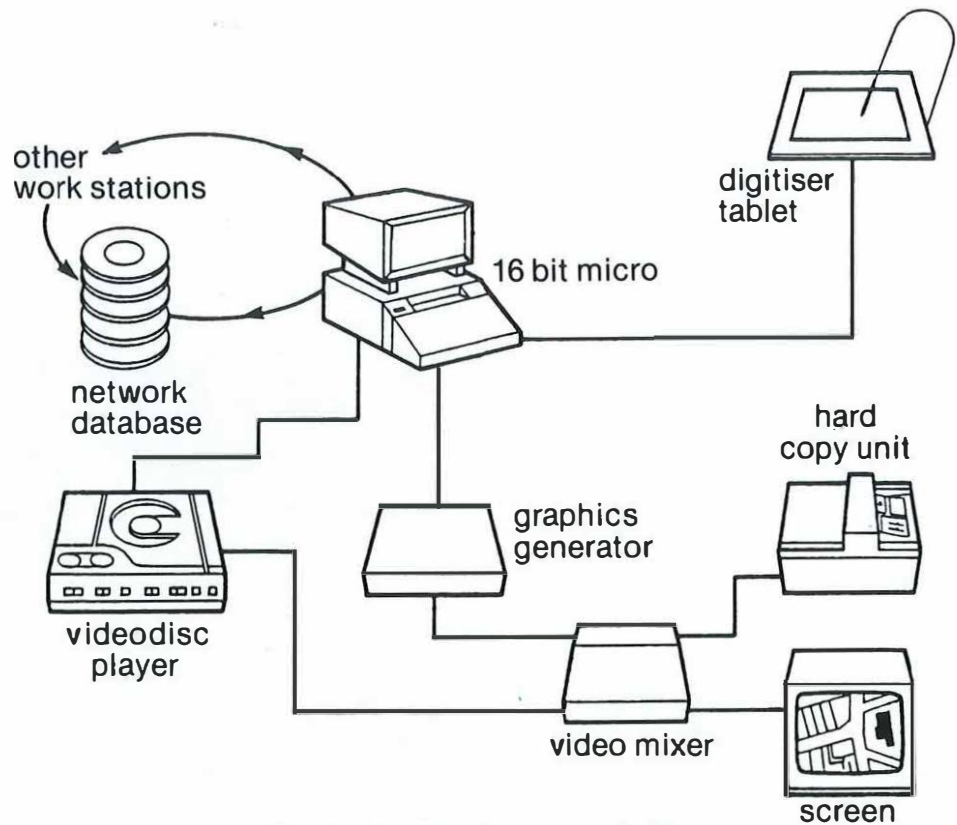 other
work stations
digitiser
tablet
16 bit micro
network
database
hard
copy unit
graphics
generator
videodisc
player
video mixer
screen